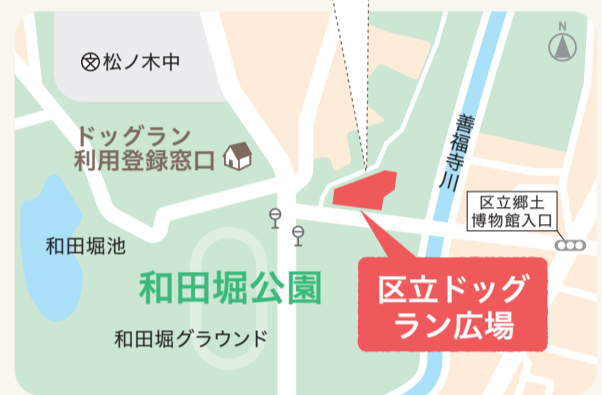 N
松ノ木中
ドッグラン
利用登録窓口
善福寺川
区立郷土
博物館入口
和田堀池
和田堀公園
区立ドッグ
ラン広場
和田堀グラウンド